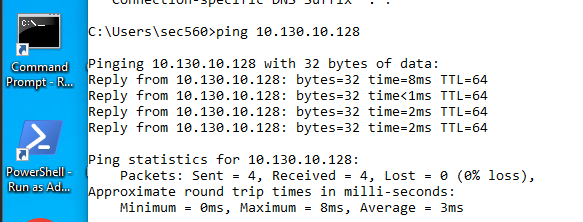 Connection-specific DNS Suffix  . :
C:\Users\sec560>ping 10.130.10.128
Pinging 10.130.10.128 with 32 bytes of data:
Reply from 10.130.10.128: bytes=32 time=8ms TTL=64
Reply from 10.130.10.128: bytes=32 time<1ms TTL=64
Reply from 10.130.10.128: bytes=32 time=2ms TTL=64
Reply from 10.130.10.128: bytes=32 time=2ms TTL=64
Ping statistics for 10.130.10.128:
    Packets: Sent = 4, Received = 4, Lost = 0 (0% loss),
Approximate round trip times in milli-seconds:
    Minimum = 0ms, Maximum = 8ms, Average = 3ms
C:\_
Command
Prompt - R...
PowerShell -
Run as Ad...